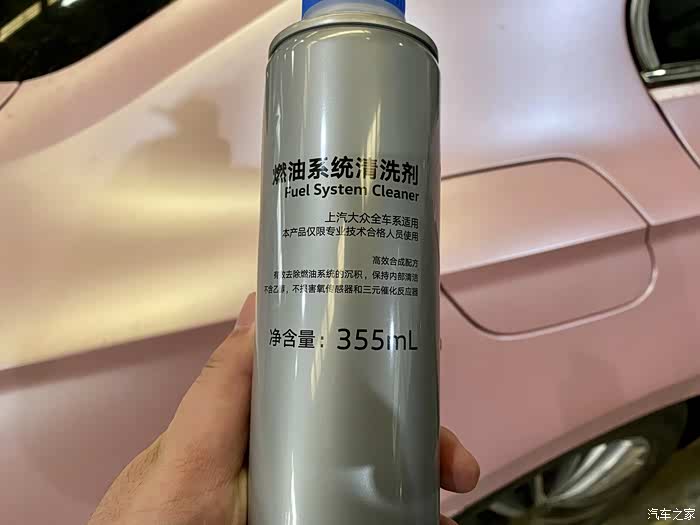 燃油系统清洗剂
Fuel System Cleaner
上汽大众全车系适用
本产品仅限专业技术合格人员使用
高效合成配方
有效去除燃油系统的沉积，保持内部清洁
不含乙醇，不损害氧传感器和三元催化反应器
净含量：355mL
汽车之家